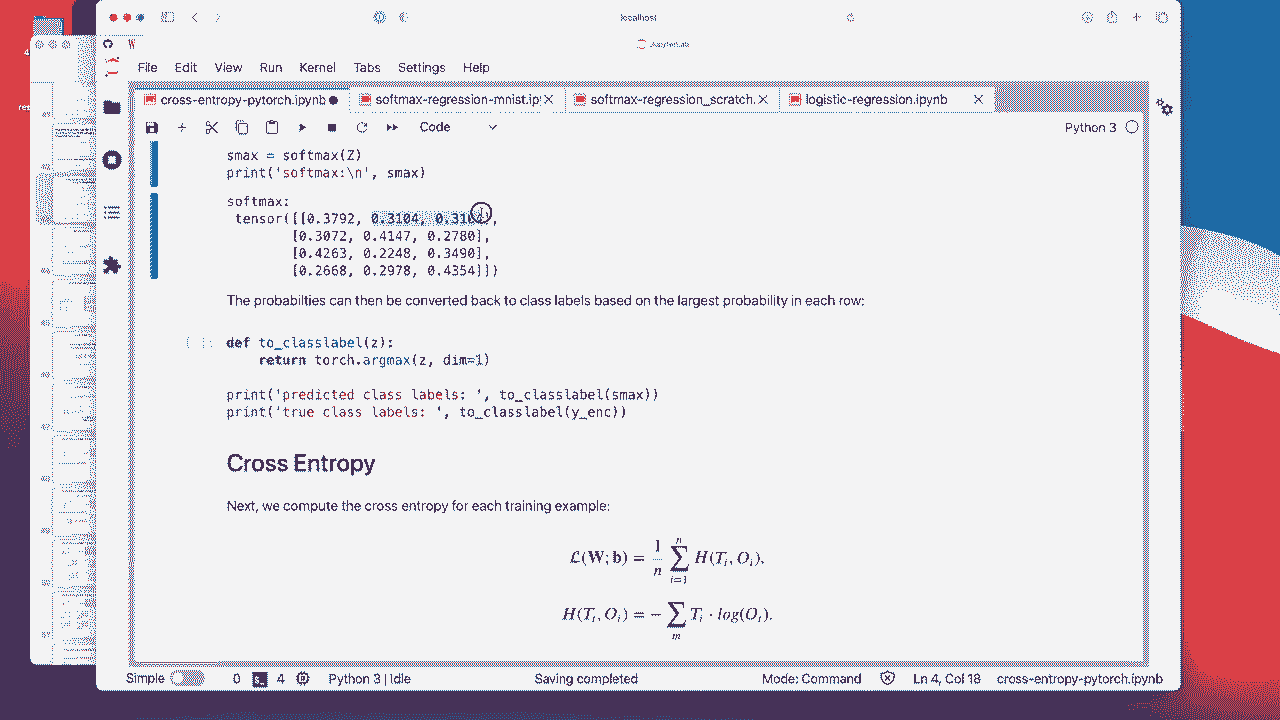 localhost
JupyterLab
File Edit View Run Kernel Tabs Settings Help
cross-entropy-pytorch.ipynb softmax-regression-mnist.ip softmax-regression_scratch. logistic-regression.ipynb
Code Python 3
smax = softmax(Z)
print('softmax:\n', smax)
softmax:
tensor([[0.3792, 0.3104, 0.3104],
[0.3072, 0.4147, 0.2780],
[0.4263, 0.2248, 0.3490],
[0.2668, 0.2978, 0.4354]])
The probabilties can then be converted back to class labels based on the largest probability in each row:
[ ]: def to_classlabel(z):
return torch.argmax(z, dim=1)
print('predicted class labels: ', to_classlabel(smax))
print('true class labels: ', to_classlabel(y_enc))
Cross Entropy
Next, we compute the cross entropy for each training example:
ℒ(W; b) = 1/n ∑_{i=1}^{n} H(T_i, O_i),
H(T_i, O_i) = − ∑_m T_i · log(O_i).
Simple 0 4 Python 3 | Idle Saving completed Mode: Command Ln 4, Col 18 cross-entropy-pytorch.ipynb